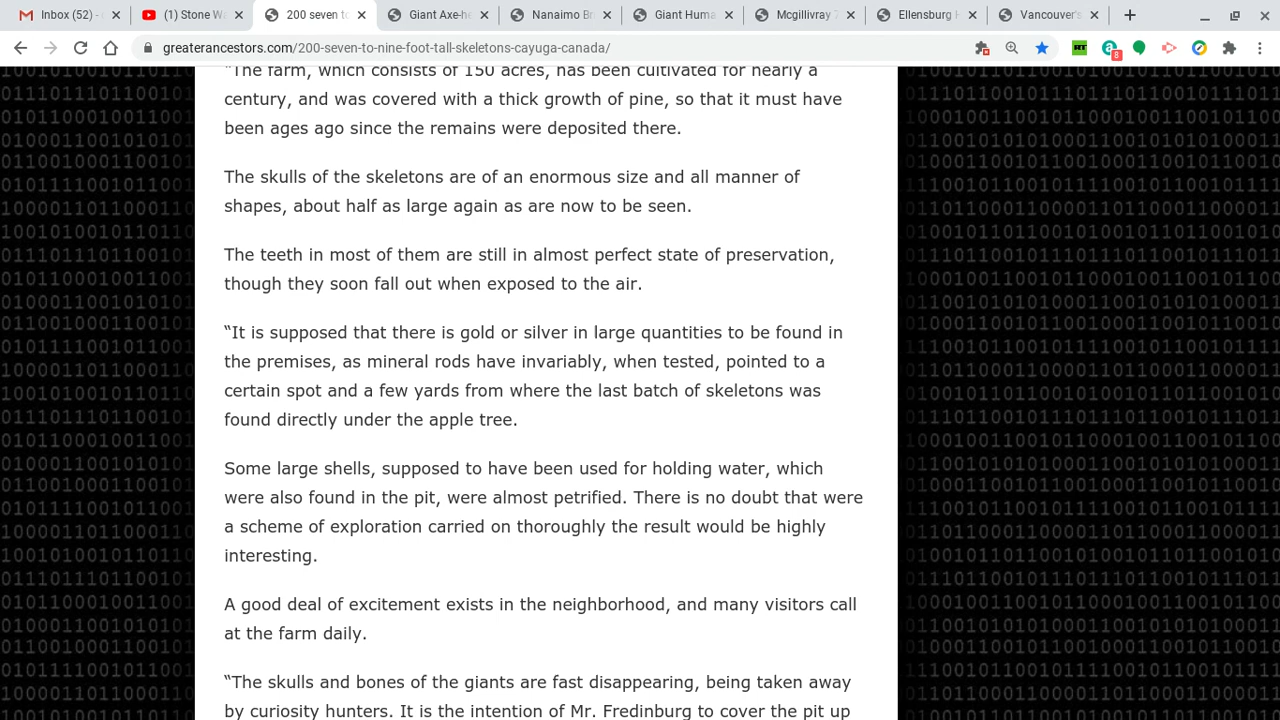 Inbox (52) -
(1) Stone Wa
200 seven to
Giant Axe-he
Nanaimo Br
Giant Huma
Mcgillivray
Ellensburg H
Vancouver's
greaterancestors.com/200-seven-to-nine-foot-tall-skeletons-cayuga-canada/
RT
a
8
"The farm, which consists of 150 acres, has been cultivated for nearly a
century, and was covered with a thick growth of pine, so that it must have
been ages ago since the remains were deposited there.
The skulls of the skeletons are of an enormous size and all manner of
shapes, about half as large again as are now to be seen.
The teeth in most of them are still in almost perfect state of preservation,
though they soon fall out when exposed to the air.
“It is supposed that there is gold or silver in large quantities to be found in
the premises, as mineral rods have invariably, when tested, pointed to a
certain spot and a few yards from where the last batch of skeletons was
found directly under the apple tree.
Some large shells, supposed to have been used for holding water, which
were also found in the pit, were almost petrified. There is no doubt that were
a scheme of exploration carried on thoroughly the result would be highly
interesting.
A good deal of excitement exists in the neighborhood, and many visitors call
at the farm daily.
“The skulls and bones of the giants are fast disappearing, being taken away
by curiosity hunters. It is the intention of Mr. Fredinburg to cover the pit up